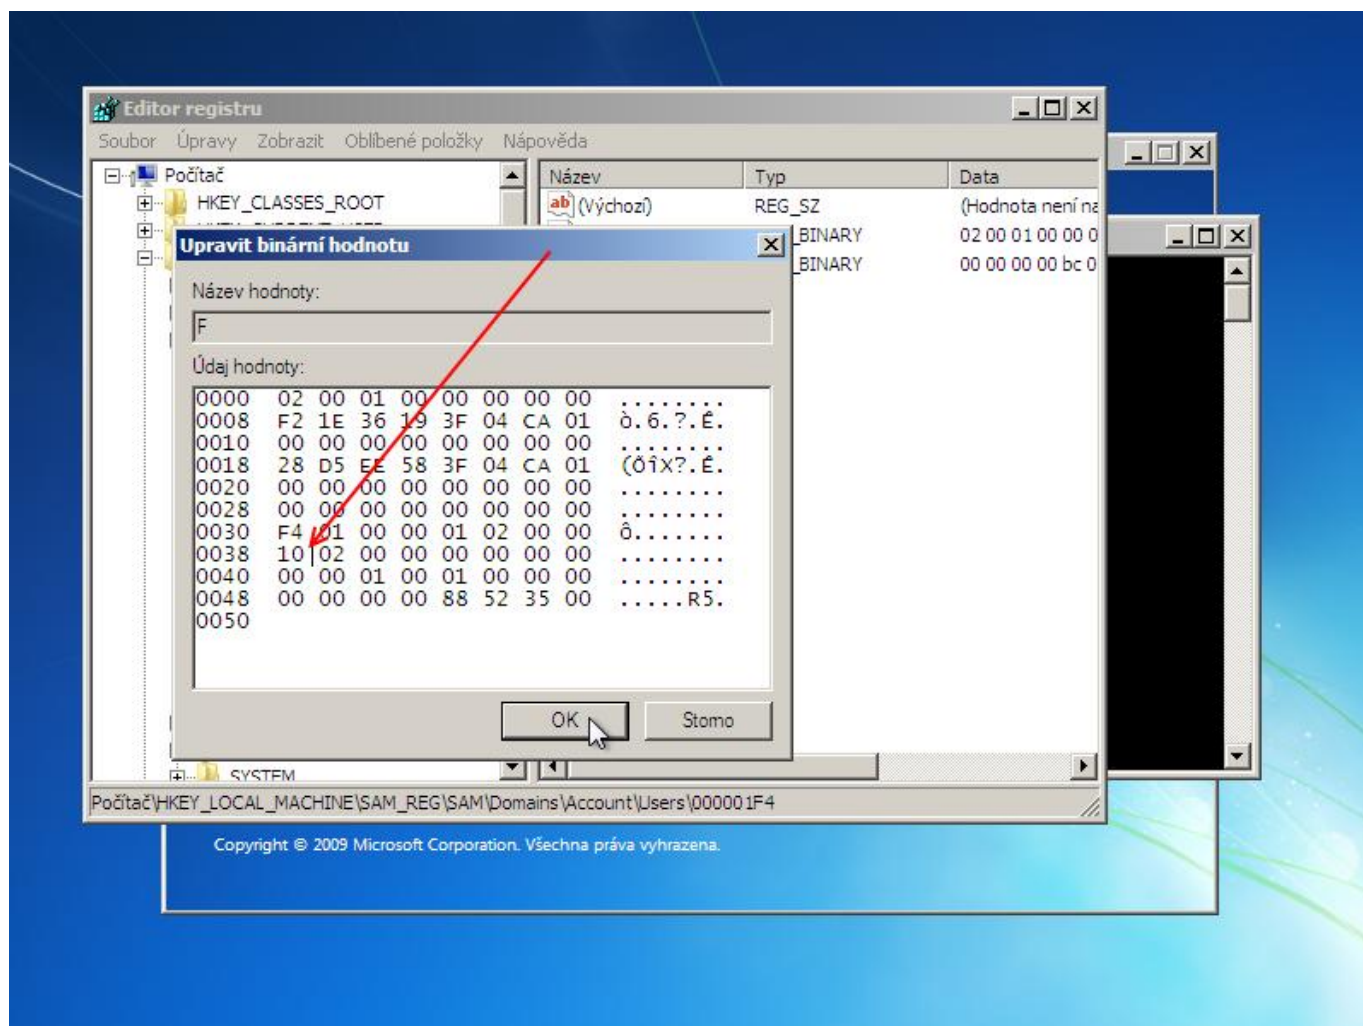 Editor registru
Soubor Úpravy Zobrazit Oblíbené položky Nápověda
Počítač
HKEY_CLASSES_ROOT
Název Typ Data
(Výchozí) REG_SZ (Hodnota není na
_BINARY 02 00 01 00 00 0
_BINARY 00 00 00 00 bc 0
Upravit binární hodnotu
Název hodnoty:
F
Údaj hodnoty:
0000 02 00 01 00 00 00 00 00 ........
0008 F2 1E 36 19 3F 04 CA 01 ò.6.?.Ê.
0010 00 00 00 00 00 00 00 00 ........
0018 28 D5 EE 58 3F 04 CA 01 (ÕîX?.Ê.
0020 00 00 00 00 00 00 00 00 ........
0028 00 00 00 00 00 00 00 00 ........
0030 F4 01 00 00 01 02 00 00 ô.......
0038 10 02 00 00 00 00 00 00 ........
0040 00 00 01 00 01 00 00 00 ........
0048 00 00 00 00 88 52 35 00 .....R5.
0050
OK Storno
SYSTEM
Počítač\HKEY_LOCAL_MACHINE\SAM_REG\SAM\Domains\Account\Users\000001F4
Copyright © 2009 Microsoft Corporation. Všechna práva vyhrazena.